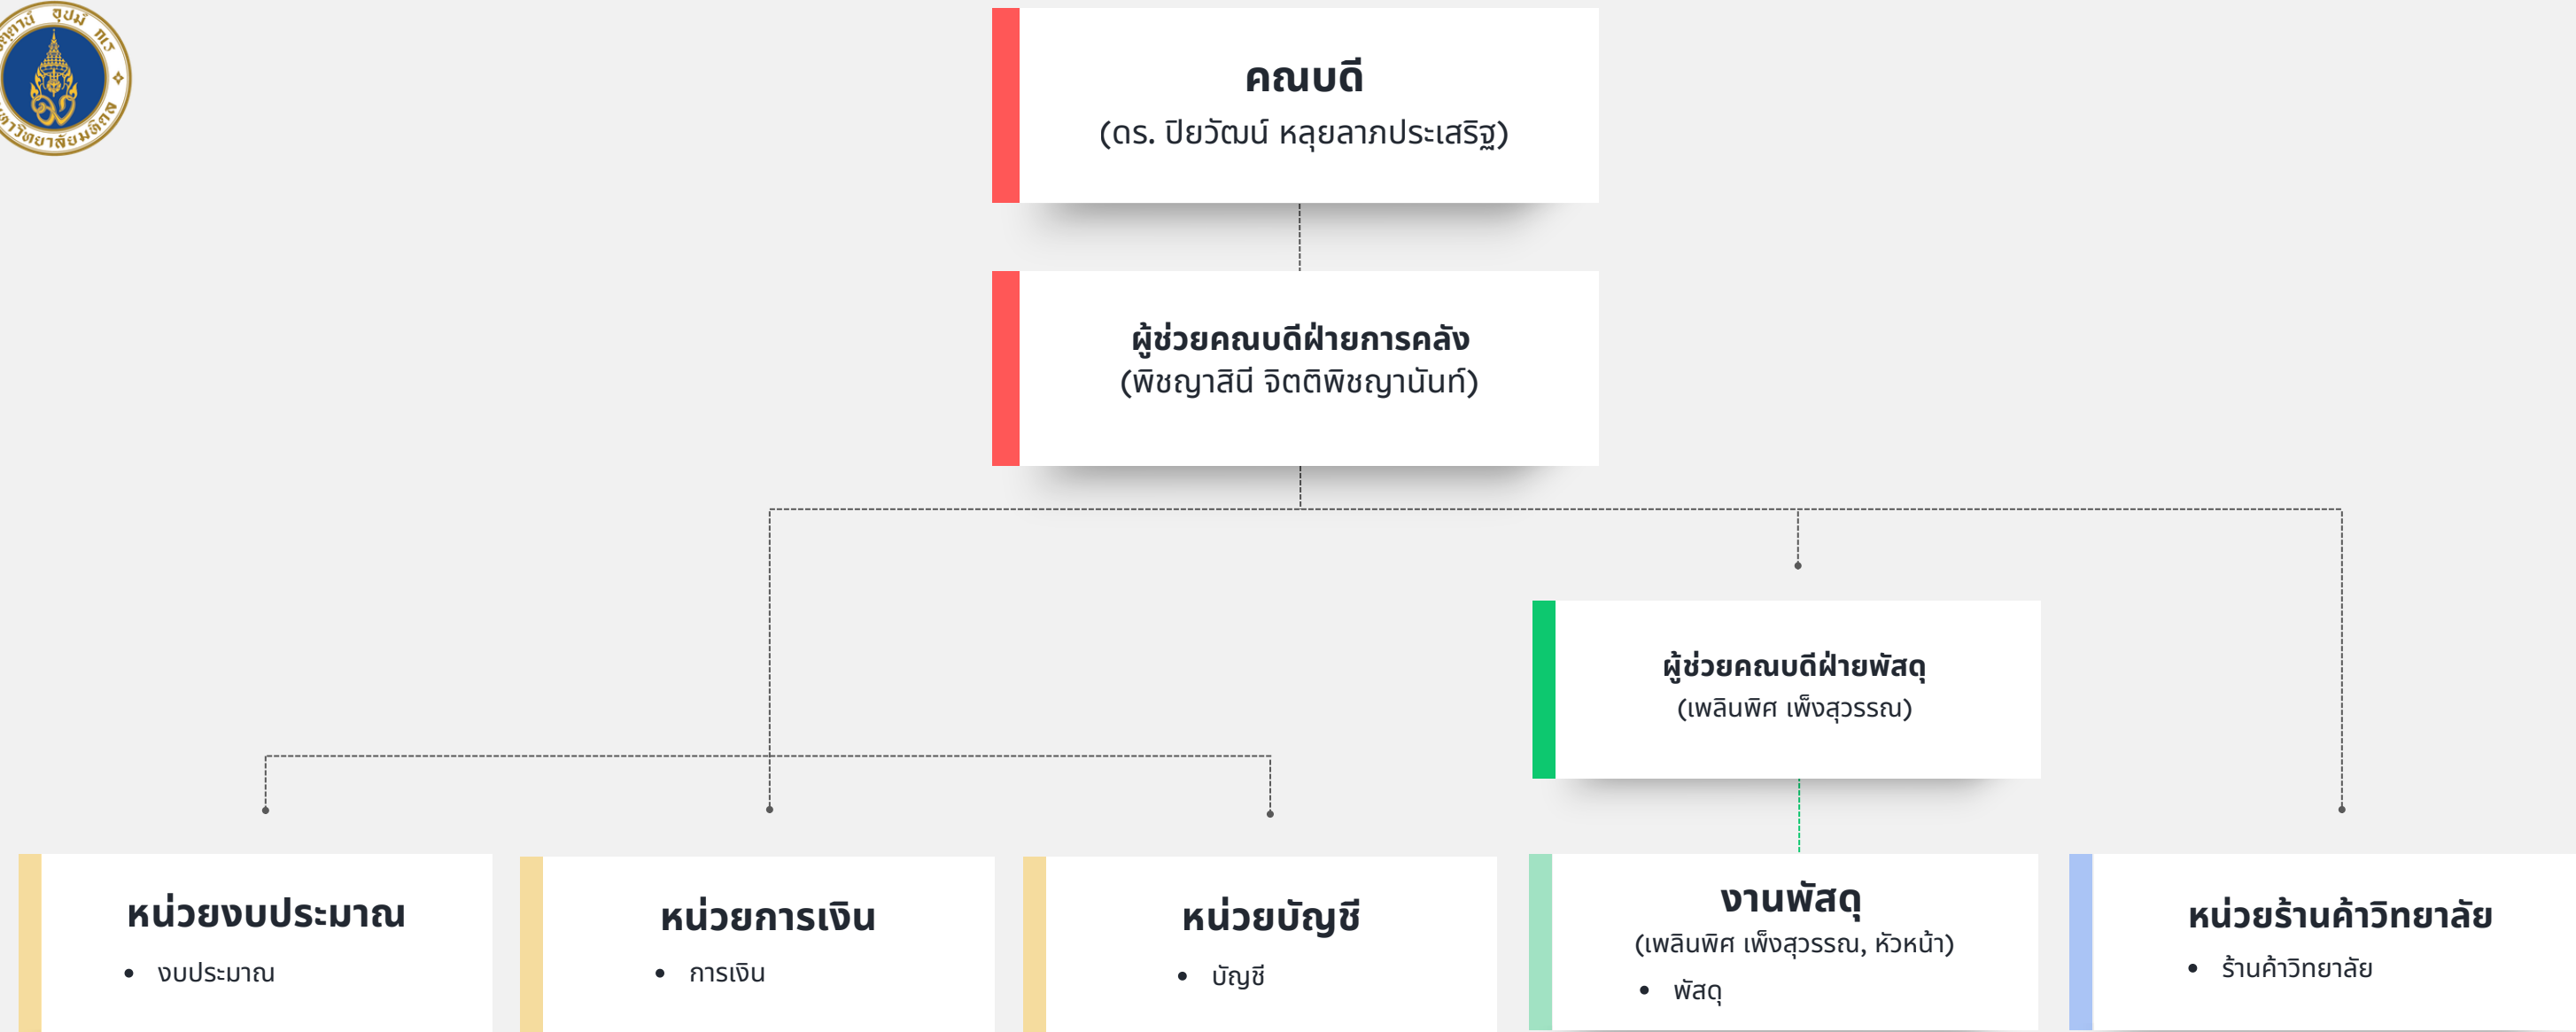 คณบดี
(ดร. ปิยวัฒน์ หลุยลาภประเสริฐ)
ผู้ช่วยคณบดีฝ่ายการคลัง
(พิชญาสินี จิตติพิชญานันท์)
ผู้ช่วยคณบดีฝ่ายพัสดุ
(เพลินพิศ เพ็งสุวรรณ)
หน่วยงบประมาณ
• งบประมาณ
หน่วยการเงิน
• การเงิน
หน่วยบัญชี
• บัญชี
งานพัสดุ
(เพลินพิศ เพ็งสุวรรณ, หัวหน้า)
• พัสดุ
หน่วยร้านค้าวิทยาลัย
• ร้านค้าวิทยาลัย